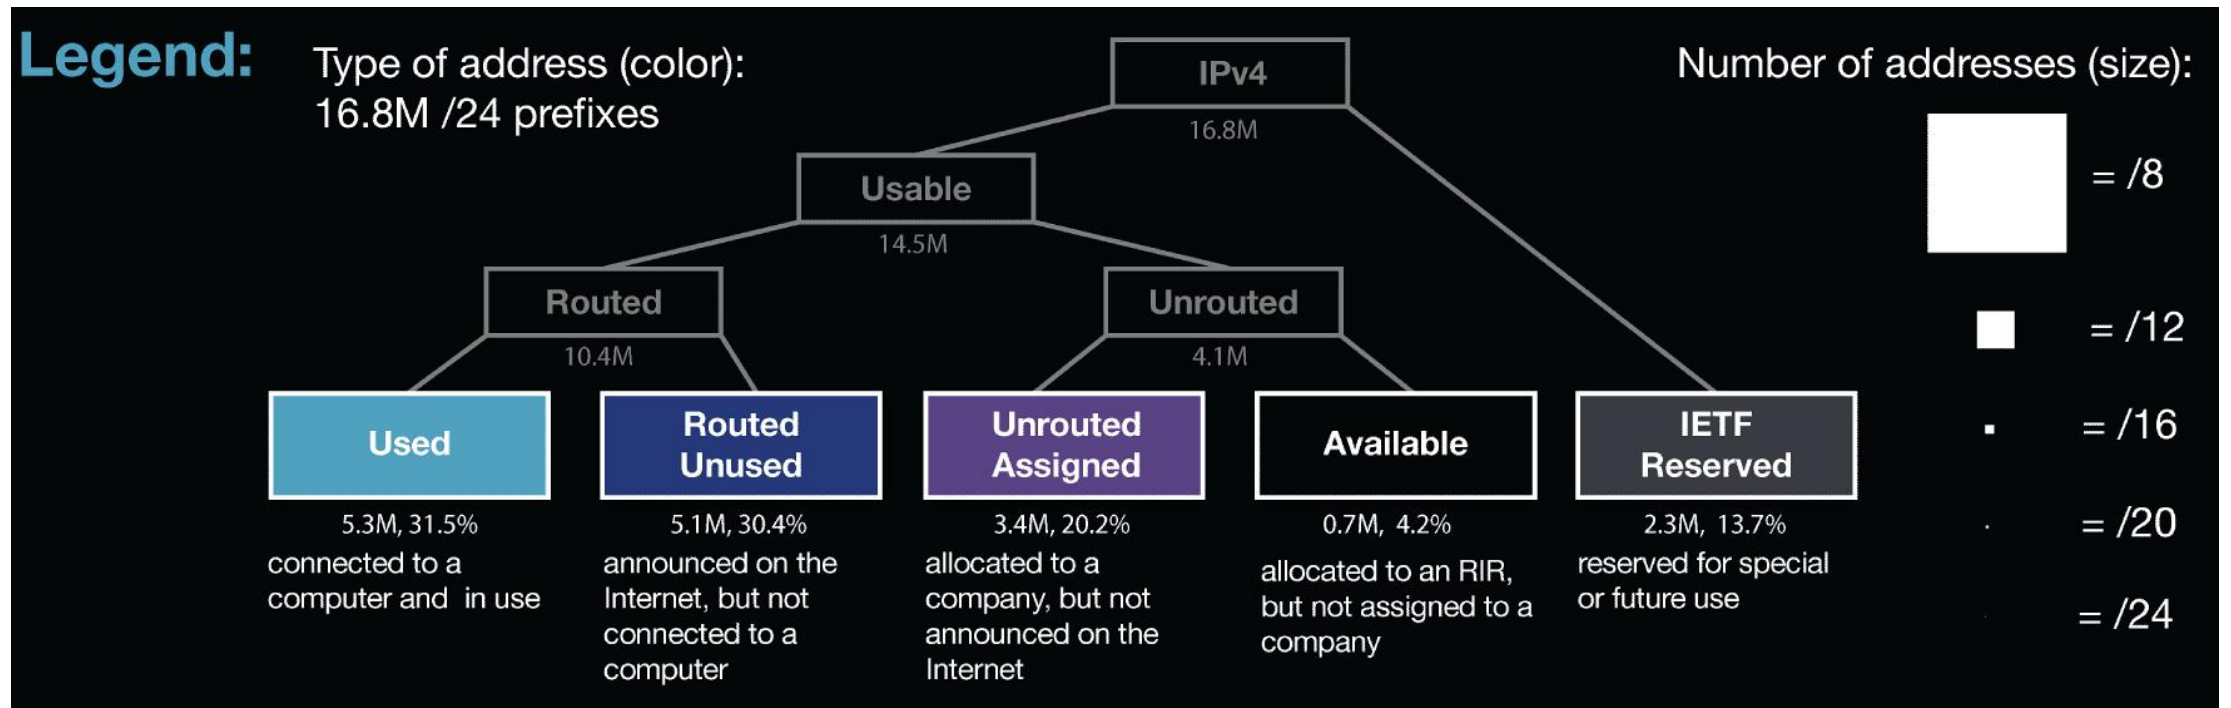 Legend:
Type of address (color):
16.8M /24 prefixes
IPv4
16.8M
Usable
14.5M
Routed
10.4M
Unrouted
4.1M
Used
5.3M, 31.5%
connected to a
computer and in use
Routed
Unused
5.1M, 30.4%
announced on the
Internet, but not
connected to a
computer
Unrouted
Assigned
3.4M, 20.2%
allocated to a
company, but not
announced on the
Internet
Available
0.7M, 4.2%
allocated to an RIR,
but not assigned to a
company
IETF
Reserved
2.3M, 13.7%
reserved for special
or future use
Number of addresses (size):
= /8
= /12
= /16
= /20
= /24